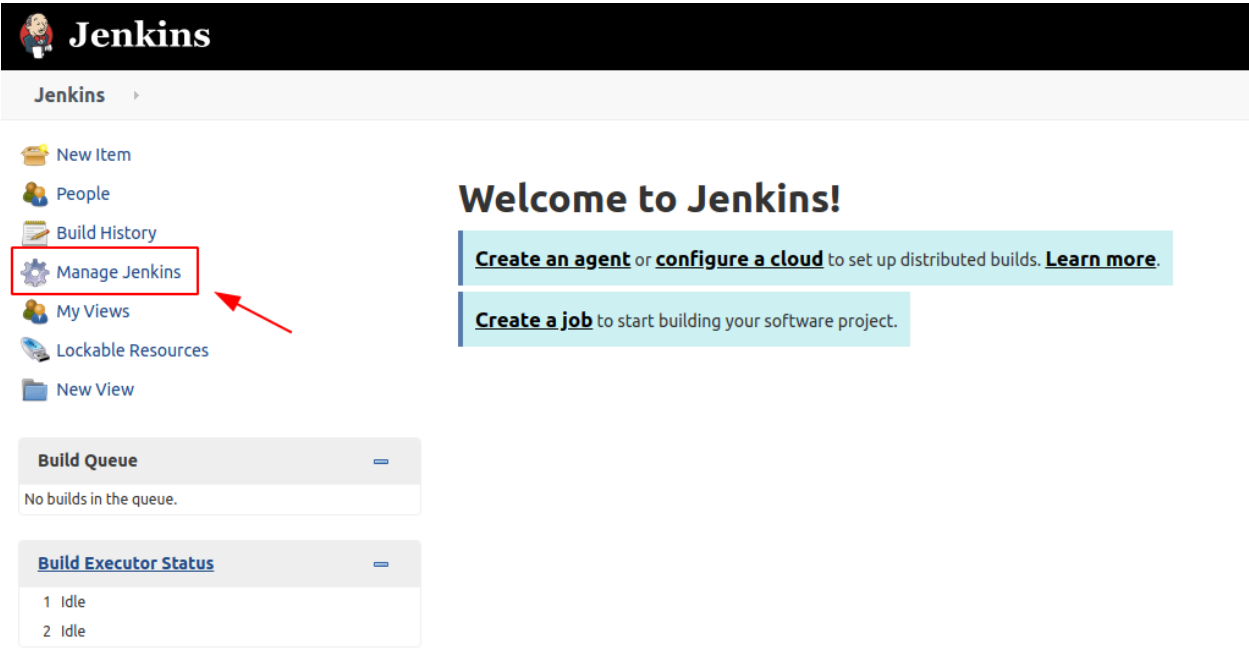 Jenkins
Jenkins
New Item
People
Build History
Manage Jenkins
My Views
Lockable Resources
New View
Build Queue
No builds in the queue.
Build Executor Status
1 Idle
2 Idle
Welcome to Jenkins!
Create an agent or configure a cloud to set up distributed builds. Learn more.
Create a job to start building your software project.